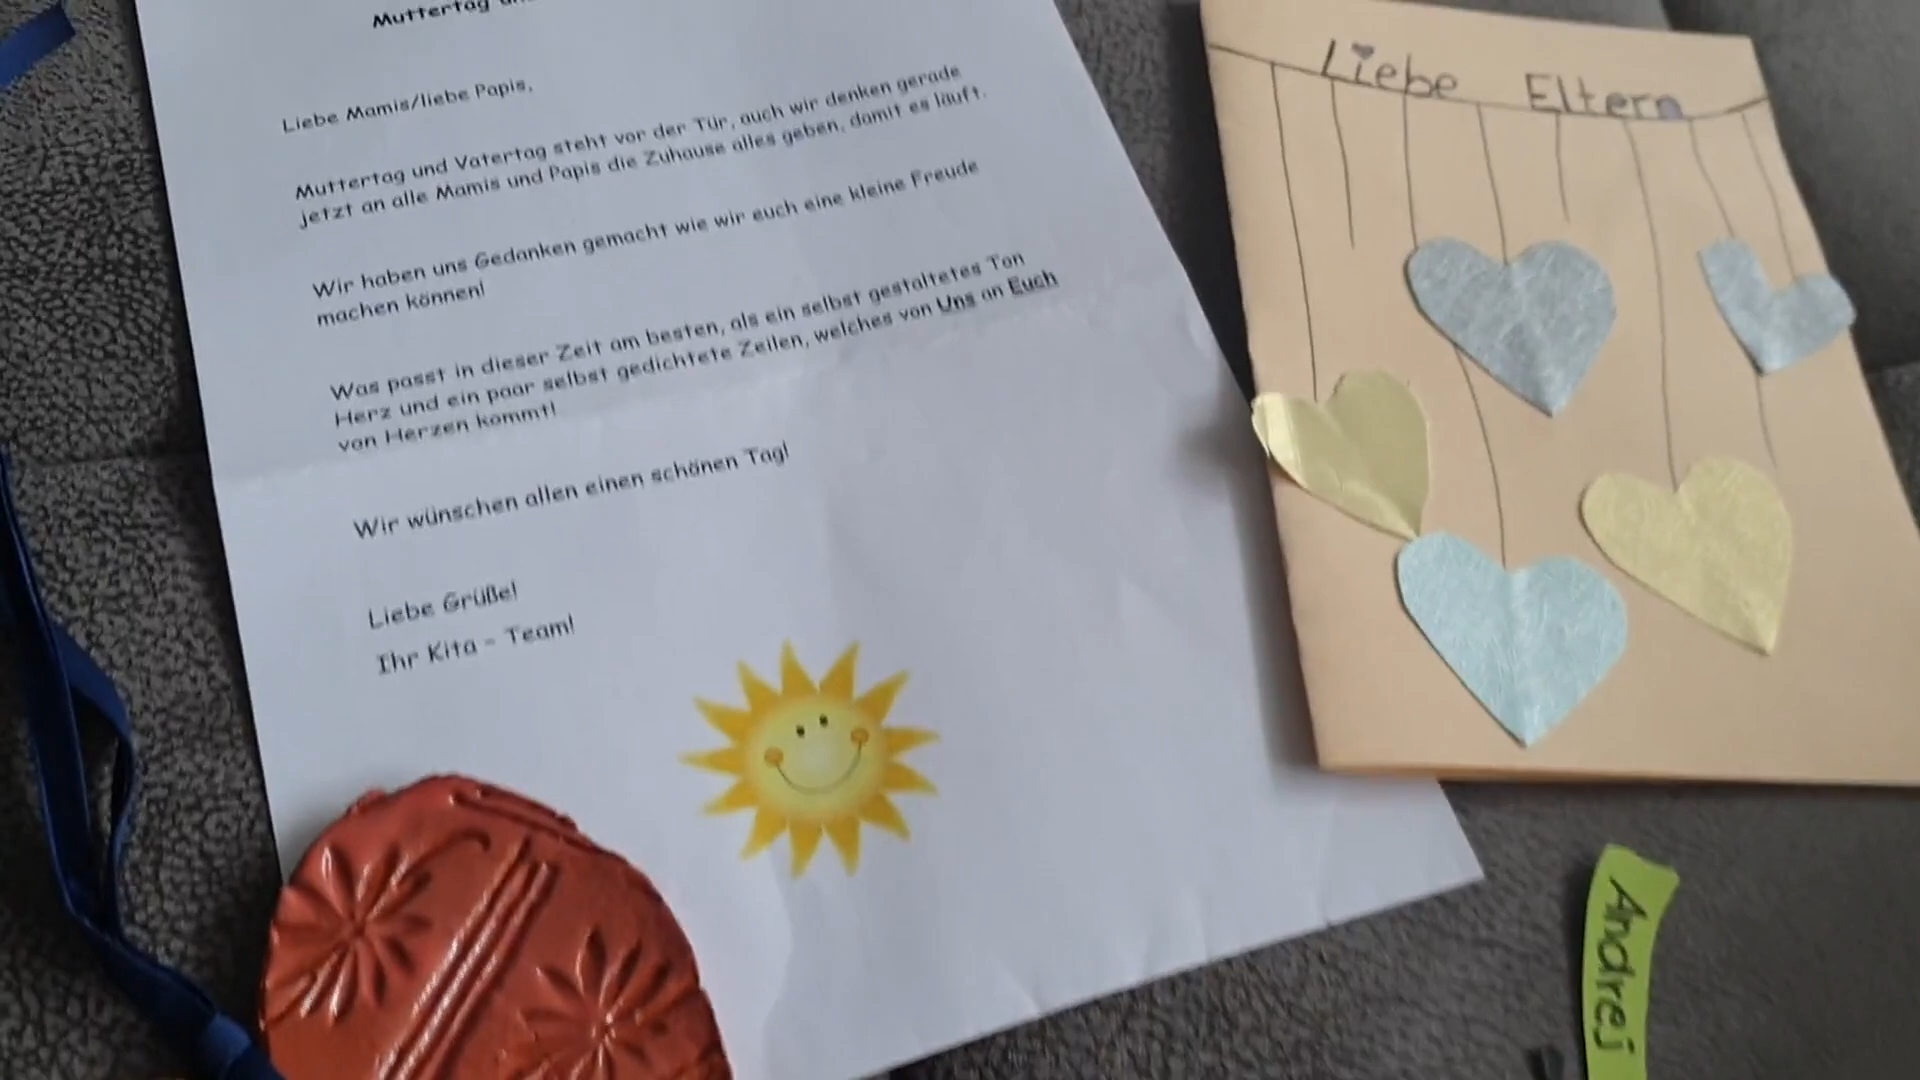 Muttertag
Liebe Mamis/liebe Papis,
Muttertag und Vatertag steht vor der Tür, auch wir denken gerade
jetzt an alle Mamis und Papis die Zuhause alles geben, damit es läuft.
Wir haben uns Gedanken gemacht wie wir euch eine kleine Freude
machen können!
Was passt in dieser Zeit am besten, als ein selbst gestaltetes Ton
Herz und ein paar selbst gedichtete Zeilen, welches von Uns an Euch
von Herzen kommt!
Wir wünschen allen einen schönen Tag!
Liebe Grüße!
Ihr Kita - Team!
Liebe Eltern
Andrej